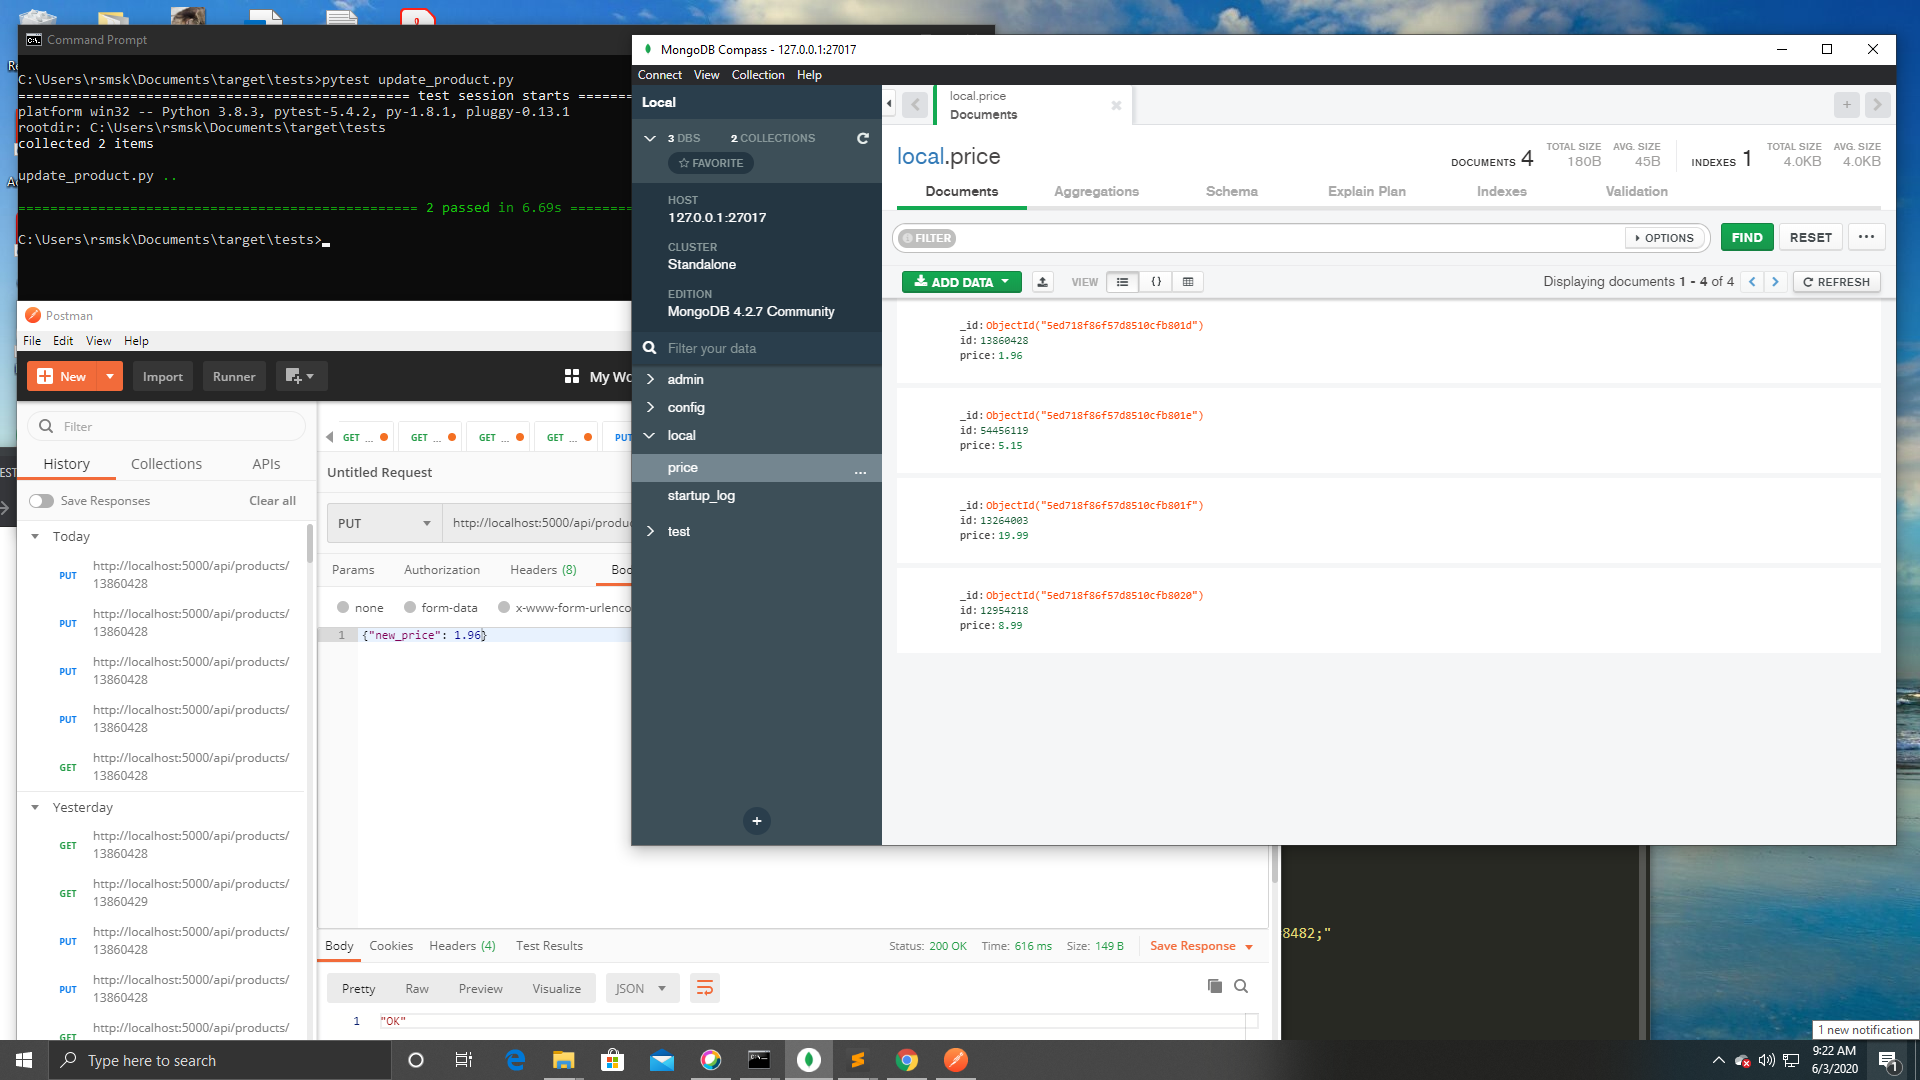 Command Prompt
C:\Users\rsmsk\Documents\target\tests>pytest update_product.py
================================================= test session starts =======
platform win32 -- Python 3.8.3, pytest-5.4.2, py-1.8.1, pluggy-0.13.1
rootdir: C:\Users\rsmsk\Documents\target\tests
collected 2 items
update_product.py ..
================================================== 2 passed in 6.69s ========
C:\Users\rsmsk\Documents\target\tests>
Postman
File Edit View Help
New
Import
Runner
My Wo
Filter
History
Collections
APIs
Save Responses
Clear all
Today
PUT http://localhost:5000/api/products/
13860428
PUT http://localhost:5000/api/products/
13860428
PUT http://localhost:5000/api/products/
13860428
PUT http://localhost:5000/api/products/
13860428
GET http://localhost:5000/api/products/
13860428
Yesterday
GET http://localhost:5000/api/products/
13860428
GET http://localhost:5000/api/products/
13860429
PUT http://localhost:5000/api/products/
13860428
PUT http://localhost:5000/api/products/
13860428
GET http://localhost:5000/api/products/
GET ...
GET ...
GET ...
GET ...
PUT
Untitled Request
PUT
http://localhost:5000/api/produc
Params
Authorization
Headers (8)
Boo
none
form-data
x-www-form-urlenco
1 {"new_price": 1.96}
Body
Cookies
Headers (4)
Test Results
Status: 200 OK
Time: 616 ms
Size: 149 B
Save Response
Pretty
Raw
Preview
Visualize
JSON
1 "OK"
MongoDB Compass - 127.0.0.1:27017
Connect View Collection Help
Local
3 DBS
2 COLLECTIONS
FAVORITE
HOST
127.0.0.1:27017
CLUSTER
Standalone
EDITION
MongoDB 4.2.7 Community
Filter your data
admin
config
local
price
...
startup_log
test
+
local.price
Documents
local.price
DOCUMENTS 4
TOTAL SIZE
180B
AVG. SIZE
45B
INDEXES 1
TOTAL SIZE
4.0KB
AVG. SIZE
4.0KB
Documents
Aggregations
Schema
Explain Plan
Indexes
Validation
FILTER
OPTIONS
FIND
RESET
ADD DATA
VIEW
{}
Displaying documents 1 - 4 of 4
REFRESH
_id: ObjectId("5ed718f86f57d8510cfb801d")
id: 13860428
price: 1.96
_id: ObjectId("5ed718f86f57d8510cfb801e")
id: 54456119
price: 5.15
_id: ObjectId("5ed718f86f57d8510cfb801f")
id: 13264003
price: 19.99
_id: ObjectId("5ed718f86f57d8510cfb8020")
id: 12954218
price: 8.99
8482;"
EST
1 new notification
Type here to search
9:22 AM
6/3/2020
1